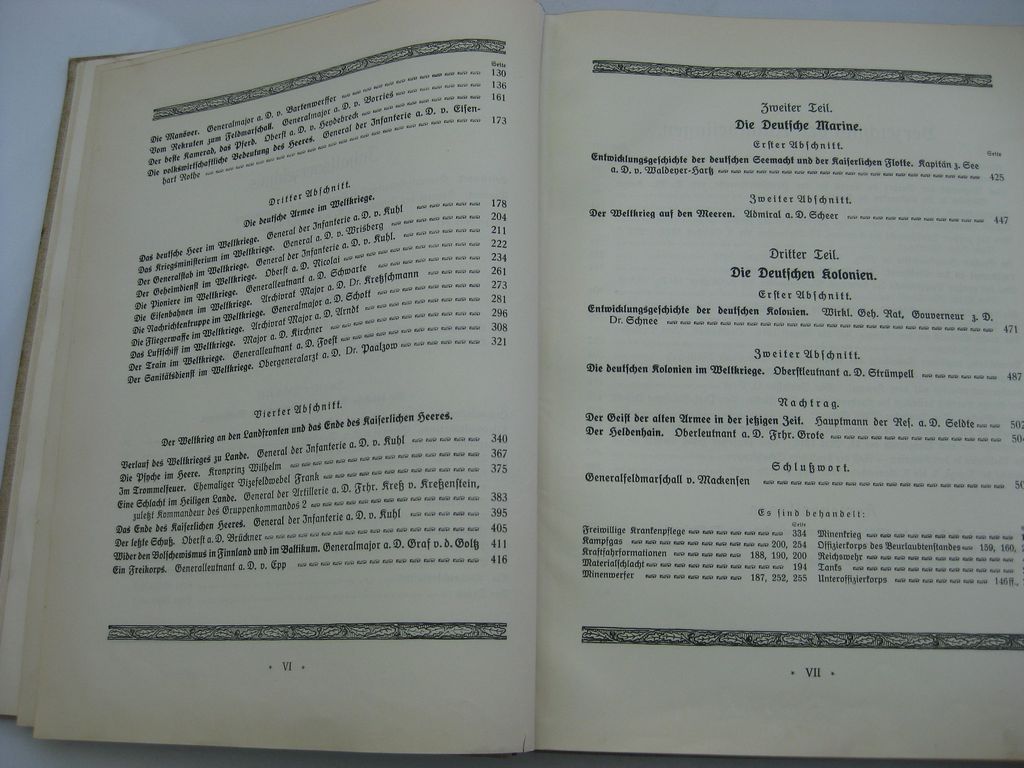 Seite
Die Manöver. Generalmajor a. D. v. Bartenwerffer 130
Vom Rekruten zum Feldmarschall. Generalmajor a. D. v. Borries 136
Der beste Kamerad, das Pferd. Oberst a. D. v. Heydebreck 161
Die volkswirtschaftliche Bedeutung des Heeres. General der Infanterie a. D. v. Eisen-
hart Rothe 173
Dritter Abschnitt.
Die deutsche Armee im Weltkriege.
Das deutsche Heer im Weltkriege. General der Infanterie a. D. v. Kuhl 178
Das Kriegsministerium im Weltkriege. General a. D. v. Wrisberg 204
Der Generalstab im Weltkriege. General der Infanterie a. D. v. Kuhl. 211
Der Geheimdienst im Weltkriege. Oberst a. D. Nicolai 222
Die Pioniere im Weltkriege. Generalleutnant a. D. Schwarte 234
Die Eisenbahnen im Weltkriege. Archivrat Major a. D. Dr. Kretzschmann 261
Die Nachrichtentruppe im Weltkriege. Generalmajor a. D. Schott 273
Die Fliegerwaffe im Weltkriege. Archivrat Major a. D. Arndt 281
Das Luftschiff im Weltkriege. Major a. D. Kirchner 296
Der Train im Weltkriege. Generalleutnant a. D. Foest 308
Der Sanitätsdienst im Weltkriege. Obergeneralarzt a. D. Dr. Paalzow 321
Vierter Abschnitt.
Der Weltkrieg an den Landfronten und das Ende des Kaiserlichen Heeres.
Verlauf des Weltkrieges zu Lande. General der Infanterie a. D. v. Kuhl 340
Die Psyche im Heere. Kronprinz Wilhelm 367
Im Trommelfeuer. Ehemaliger Vizefeldwebel Frank 375
Eine Schlacht im Heiligen Lande. General der Artillerie a. D. Frhr. Kreß v. Kreßenstein,
zuletzt Kommandeur des Gruppenkommandos 2 383
Das Ende des Kaiserlichen Heeres. General der Infanterie a. D. v. Kuhl 395
Der letzte Schuß. Oberst a. D. Brückner 405
Wider den Bolschewismus in Finnland und im Baltikum. Generalmajor a. D. Graf v. d. Goltz 411
Ein Freikorps. Generalleutnant a. D. v. Epp 416
* VI *
Zweiter Teil.
Die Deutsche Marine.
Erster Abschnitt.
Seite
Entwicklungsgeschichte der deutschen Seemacht und der Kaiserlichen Flotte. Kapitän z. See
a. D. v. Waldeyer-Hartz 425
Zweiter Abschnitt.
Der Weltkrieg auf den Meeren. Admiral a. D. Scheer 447
Dritter Teil.
Die Deutschen Kolonien.
Erster Abschnitt.
Entwicklungsgeschichte der deutschen Kolonien. Wirkl. Geh. Rat, Gouverneur z. D.
Dr. Schnee 471
Zweiter Abschnitt.
Die deutschen Kolonien im Weltkriege. Oberstleutnant a. D. Strümpell 487
Nachtrag.
Der Geist der alten Armee in der jetzigen Zeit. Hauptmann der Res. a. D. Seldte
Der Heldenhain. Oberleutnant a. D. Frhr. Grote
Schlußwort.
Generalfeldmarschall v. Mackensen
Es sind behandelt:
Seite
Freiwillige Krankenpflege 334 Minenkrieg
Kampfgas 200, 254 Offizierkorps des Beurlaubtenstandes 159, 160,
Kraftfahrformationen 188, 190, 200 Reichswehr
Materialschlacht 194 Tanks
Minenwerfer 187, 252, 255 Unteroffizierkorps 146 ff.,
* VII *